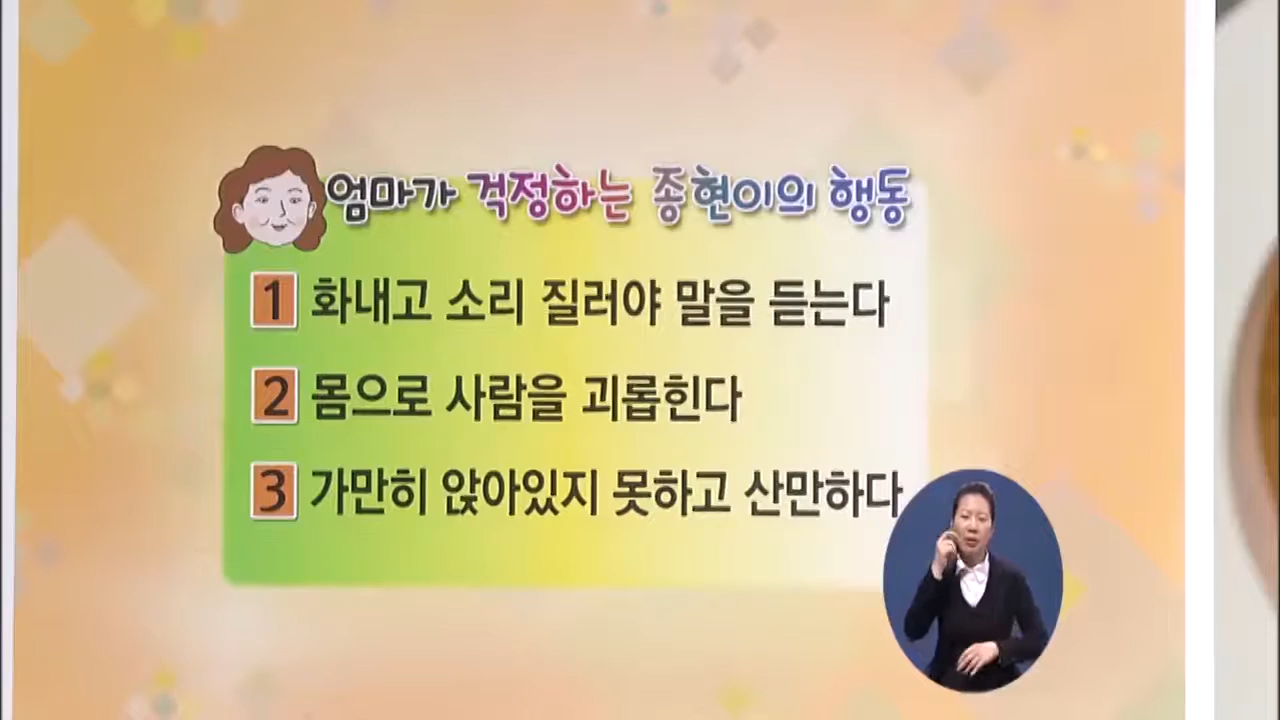 엄마가 걱정하는 종현이의 행동
1 화내고 소리 질러야 말을 듣는다
2 몸으로 사람을 괴롭힌다
3 가만히 앉아있지 못하고 산만하다